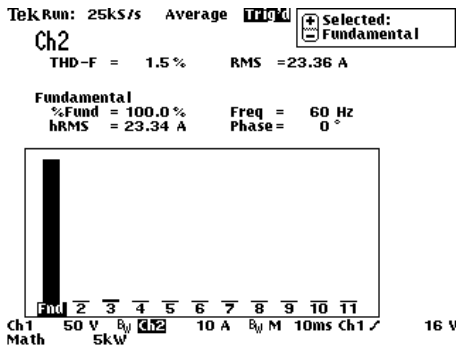 Tek Run: 25kS/s Average Trig'd
Selected:
Fundamental
Ch2
THD-F = 1.5 % RMS =23.36 A
Fundamental
%Fund = 100.0 % Freq = 60 Hz
hRMS = 23.34 A Phase = 0 °
Fnd 2 3 4 5 6 7 8 9 10 11
Ch1 50 V BW Ch2 10 A BW M 10ms Ch1 16 V
Math 5kW